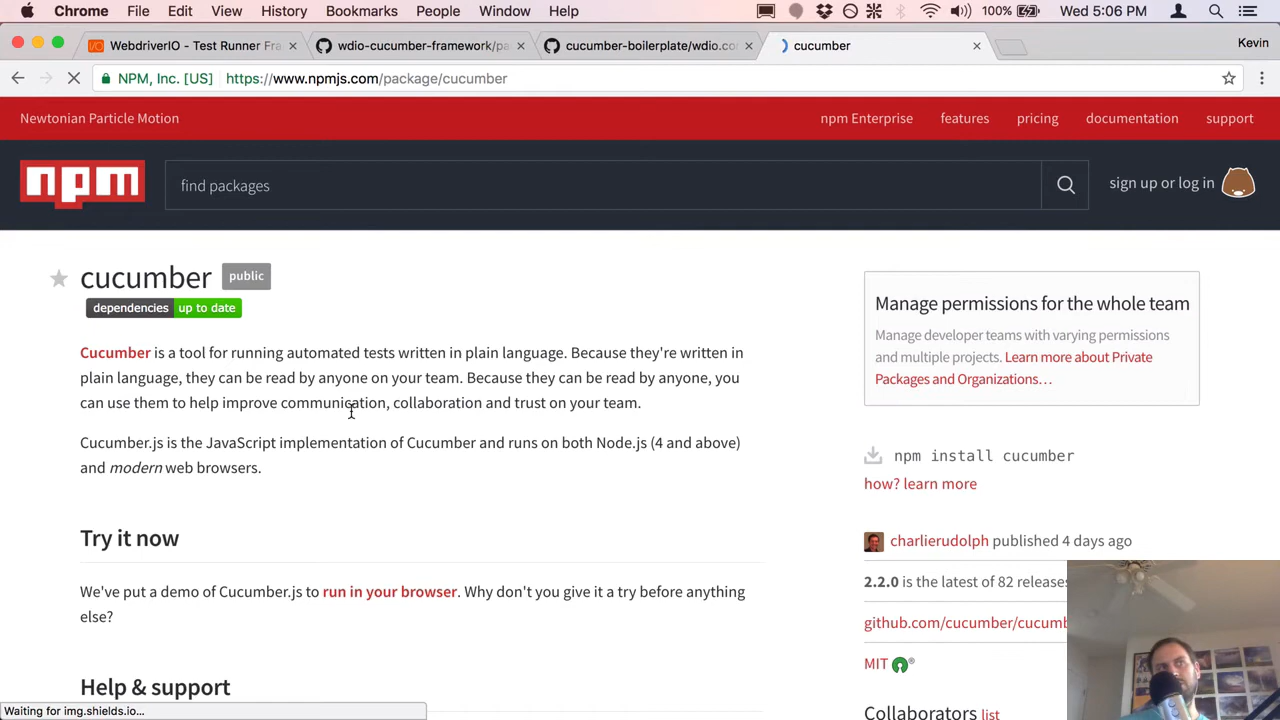 Chrome File Edit View History Bookmarks People Window Help 100% Wed 5:06 PM
WebdriverIO - Test Runner Fra wdio-cucumber-framework/pa cucumber-boilerplate/wdio.co cucumber Kevin
NPM, Inc. [US] https://www.npmjs.com/package/cucumber
Newtonian Particle Motion npm Enterprise features pricing documentation support
npm find packages sign up or log in
cucumber public
dependencies up to date
Cucumber is a tool for running automated tests written in plain language. Because they're written in
plain language, they can be read by anyone on your team. Because they can be read by anyone, you
can use them to help improve communication, collaboration and trust on your team.
Cucumber.js is the JavaScript implementation of Cucumber and runs on both Node.js (4 and above)
and modern web browsers.
Try it now
We've put a demo of Cucumber.js to run in your browser. Why don't you give it a try before anything
else?
Help & support
Manage permissions for the whole team
Manage developer teams with varying permissions
and multiple projects. Learn more about Private
Packages and Organizations…
npm install cucumber
how? learn more
charlierudolph published 4 days ago
2.2.0 is the latest of 82 releases
github.com/cucumber/cucumb
MIT
Collaborators list
Waiting for img.shields.io...